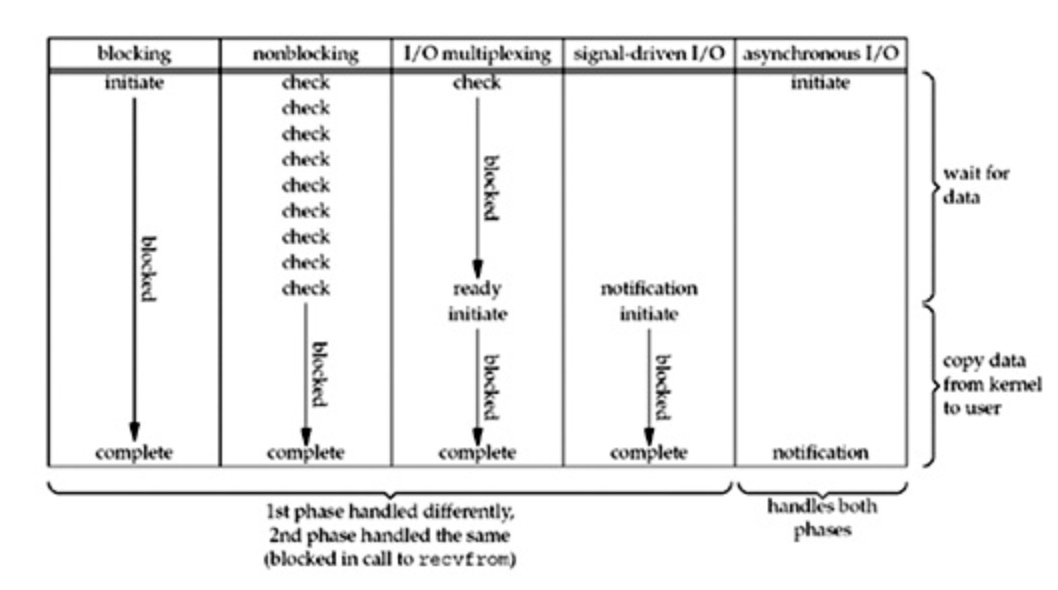 blocking nonblocking I/O multiplexing signal-driven I/O asynchronous I/O
initiate check check initiate
check
check
check
check
check
check
check
check ready notification
initiate initiate
blocked
blocked
blocked
blocked
blocked
complete complete complete complete notification
wait for
data
copy data
from kernel
to user
1st phase handled differently,
2nd phase handled the same
(blocked in call to recvfrom)
handles both
phases